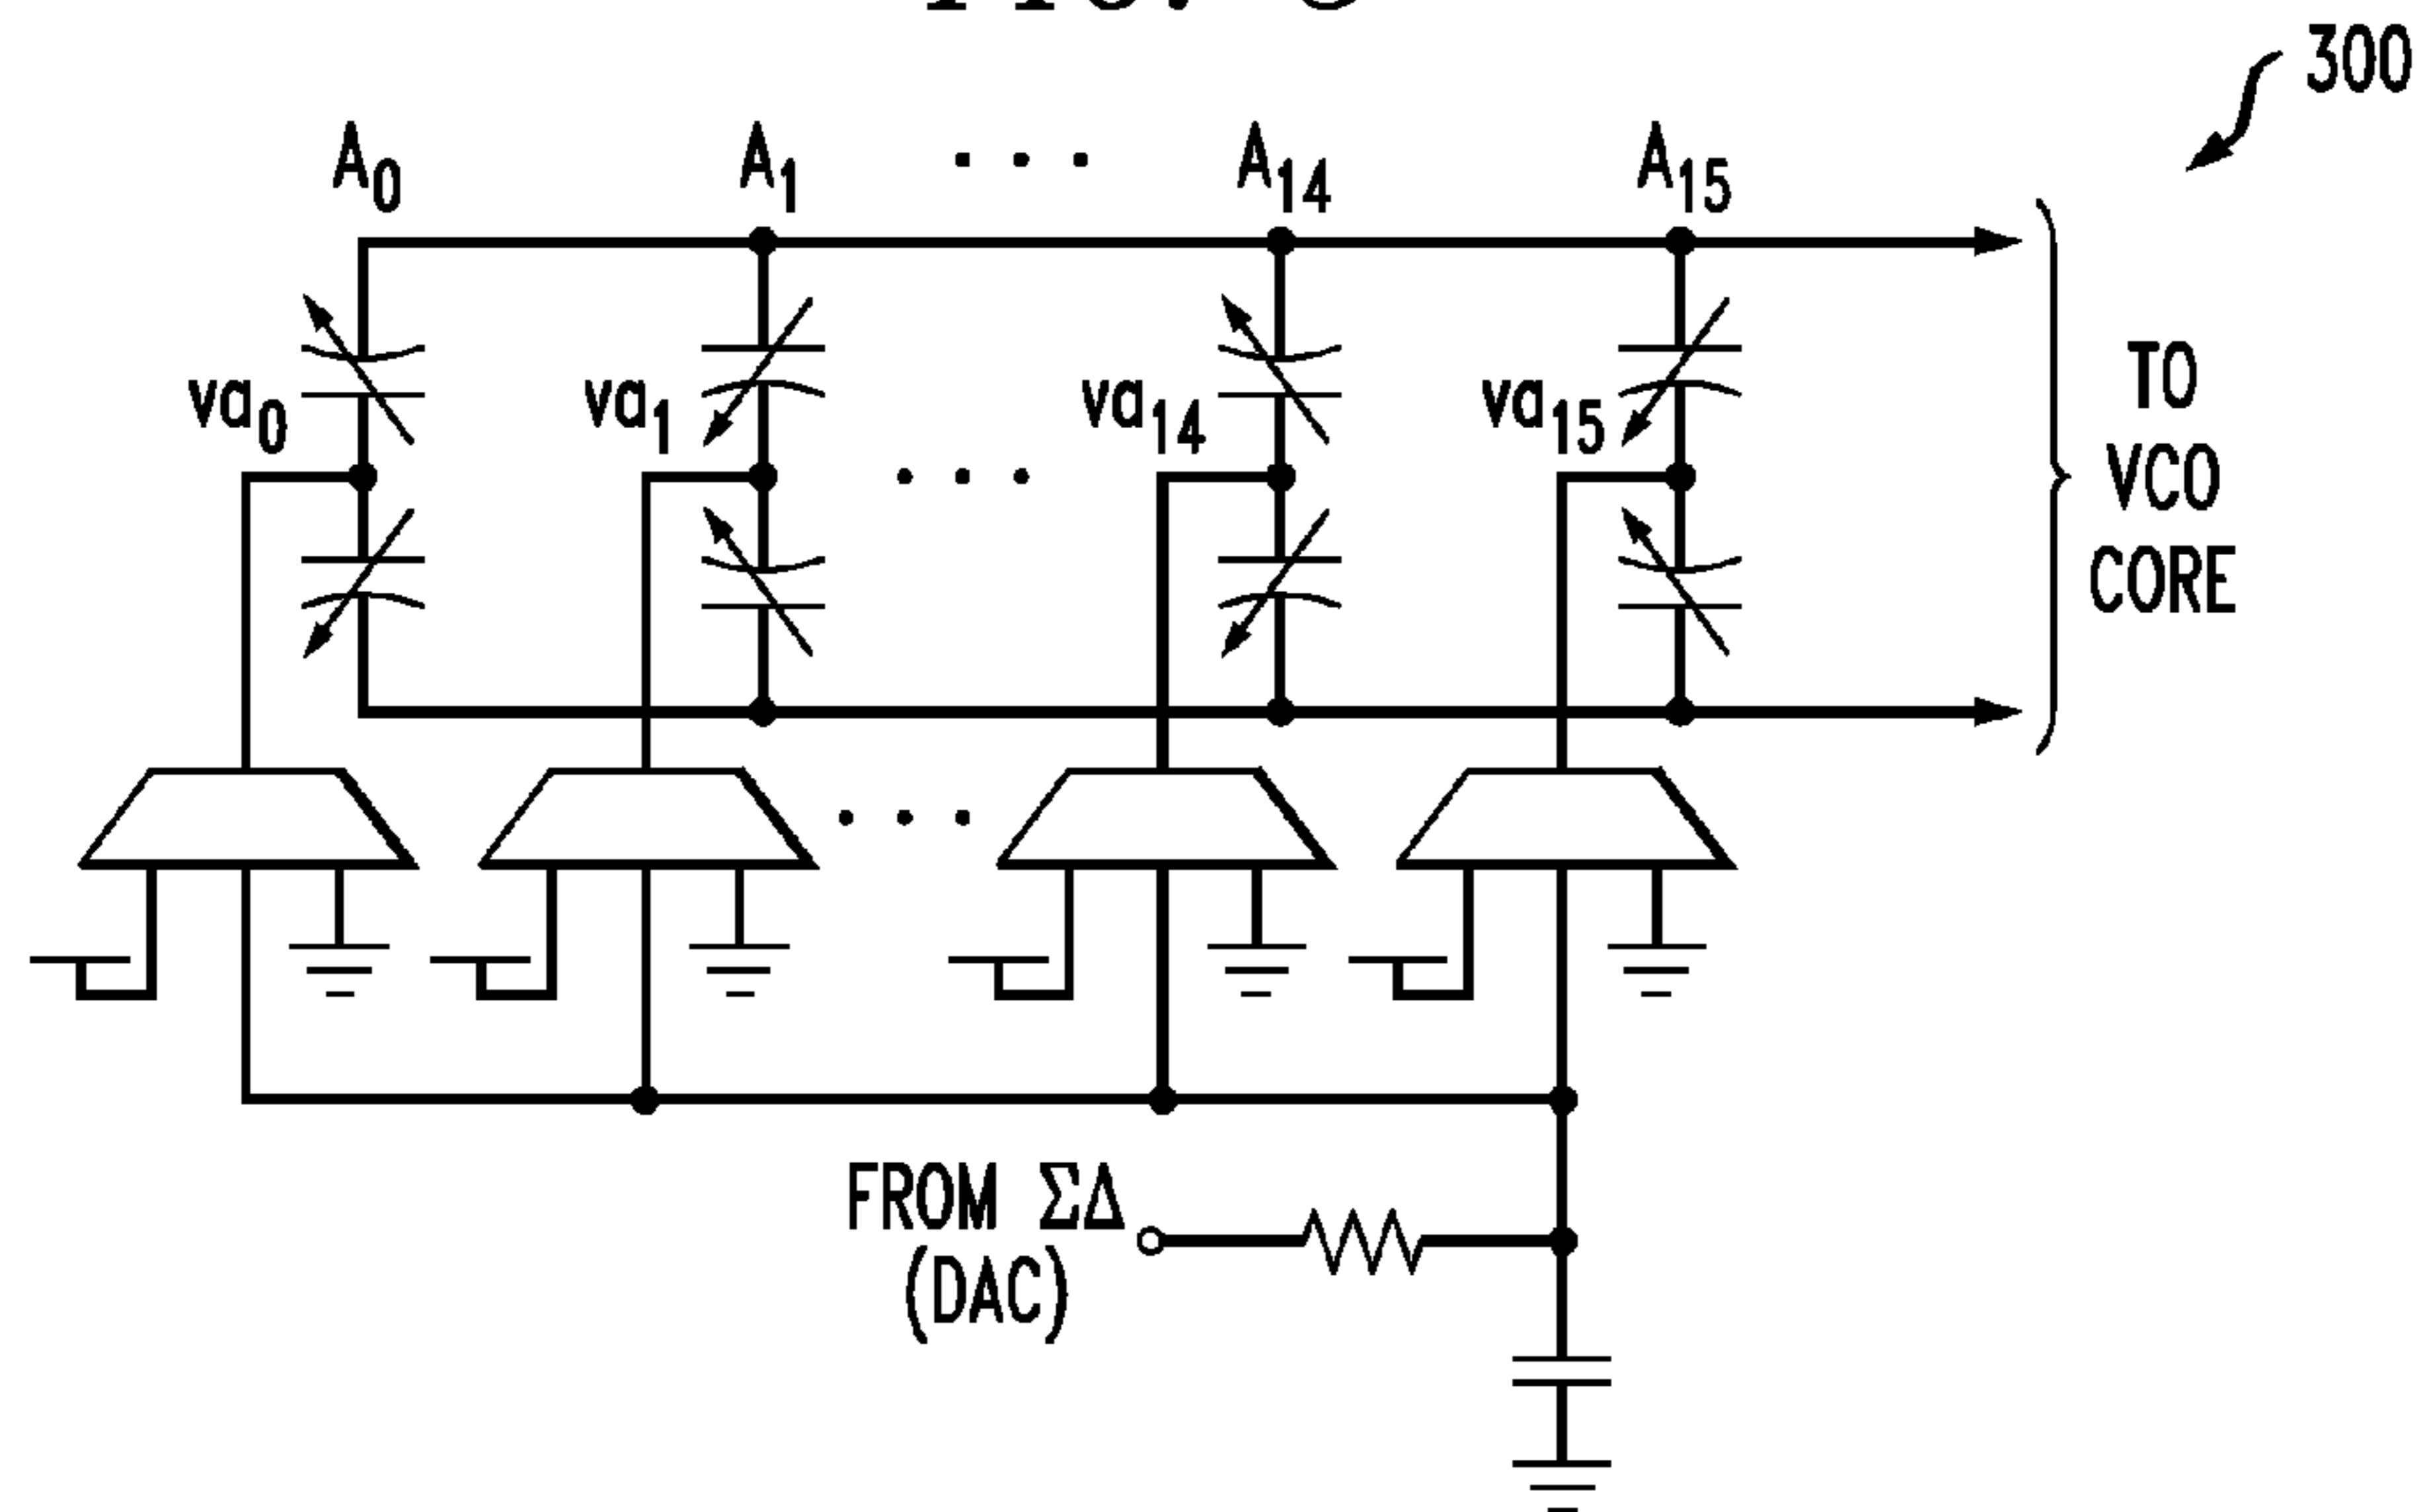 300
A0 A1 . . . A14 A15
va0 va1 . . . va14 va15
TO
VCO
CORE
. . .
FROM ΣΔ
(DAC)